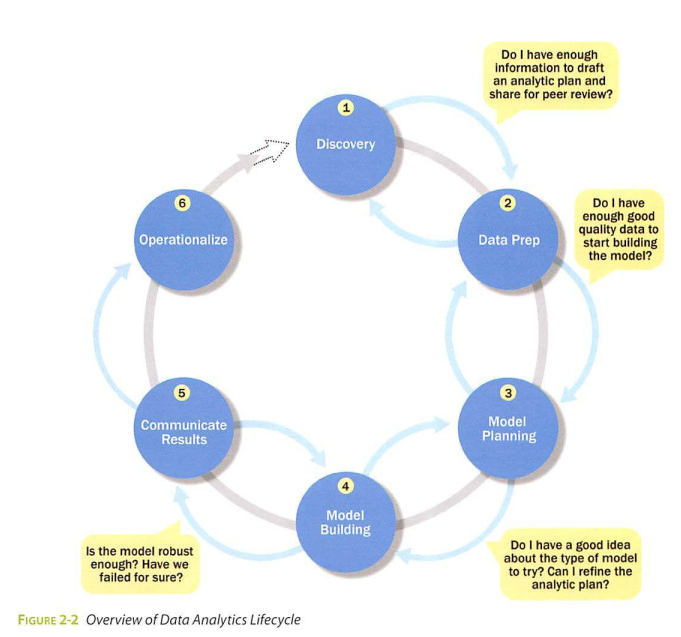 Do I have enough
information to draft
an analytic plan and
share for peer review?
1
Discovery
2
Data Prep
Do I have
enough good
quality data to
start building
the model?
3
Model
Planning
Do I have a good idea
about the type of model
to try? Can I refine the
analytic plan?
4
Model
Building
Is the model robust
enough? Have we
failed for sure?
5
Communicate
Results
6
Operationalize
FIGURE 2-2 Overview of Data Analytics Lifecycle